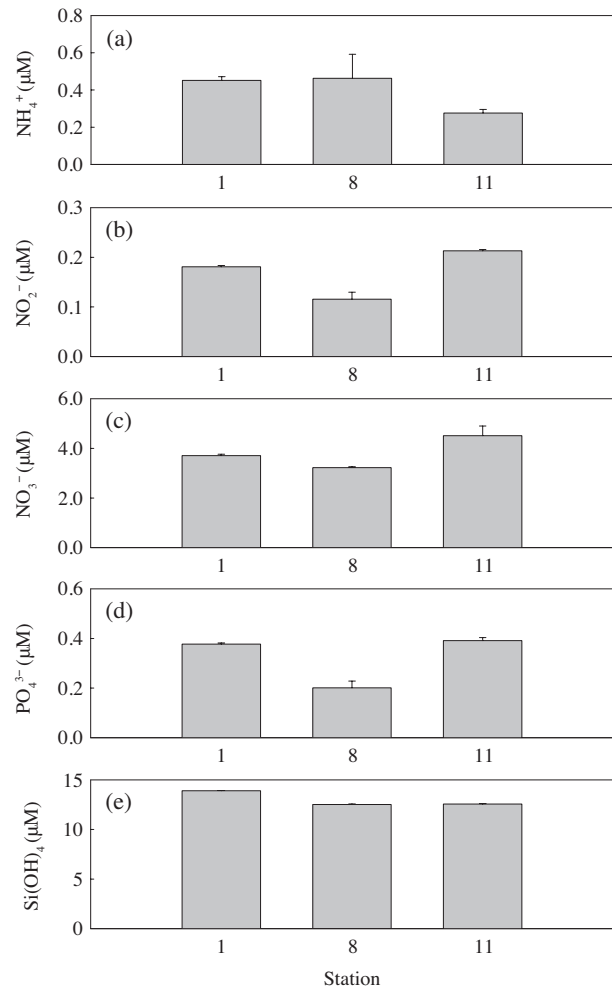 0.8
(a)
0.6
0.4
0.2
0.0
NH₄⁺ (µM)
1 8 11
0.3
(b)
0.2
0.1
0.0
NO₂⁻ (µM)
1 8 11
6.0
(c)
4.0
2.0
0.0
NO₃⁻ (µM)
1 8 11
0.6
(d)
0.4
0.2
0.0
PO₄³⁻ (µM)
1 8 11
15
(e)
10
5
0
Si(OH)₄ (µM)
1 8 11
Station